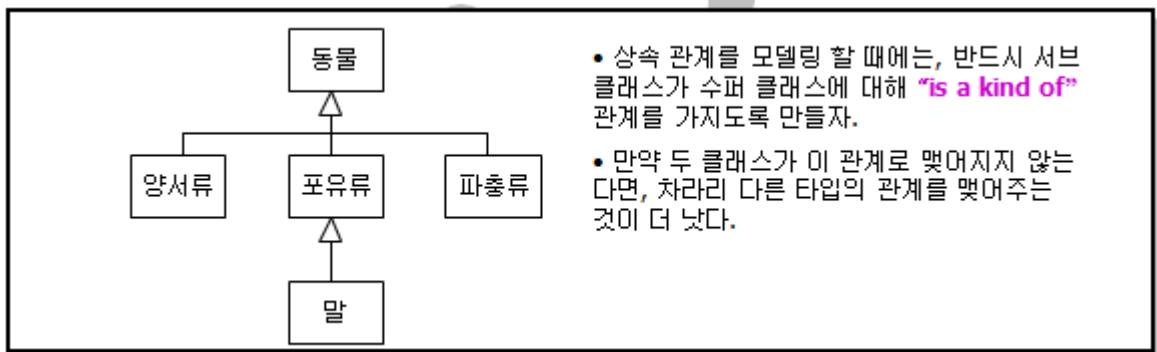 동물
양서류
포유류
파충류
말
• 상속 관계를 모델링 할 때에는, 반드시 서브
클래스가 수퍼 클래스에 대해 “is a kind of”
관계를 가지도록 만들자.
• 만약 두 클래스가 이 관계로 맺어지지 않는
다면, 차라리 다른 타입의 관계를 맺어주는
것이 더 낫다.